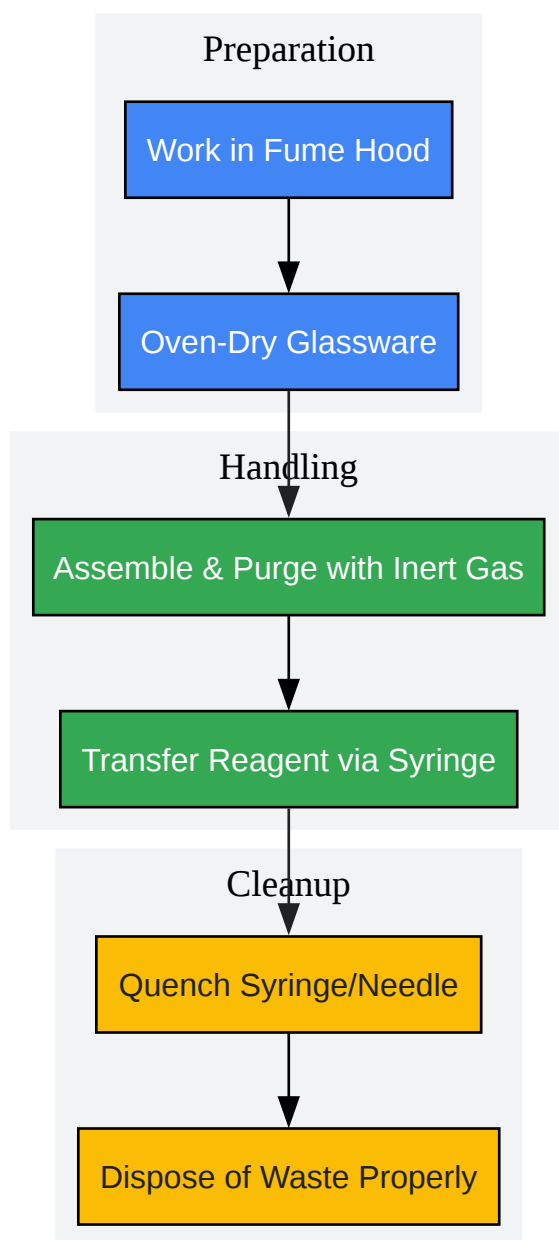 Preparation
Work in Fume Hood
Oven-Dry Glassware
Handling
Assemble & Purge with Inert Gas
Transfer Reagent via Syringe
Cleanup
Quench Syringe/Needle
Dispose of Waste Properly